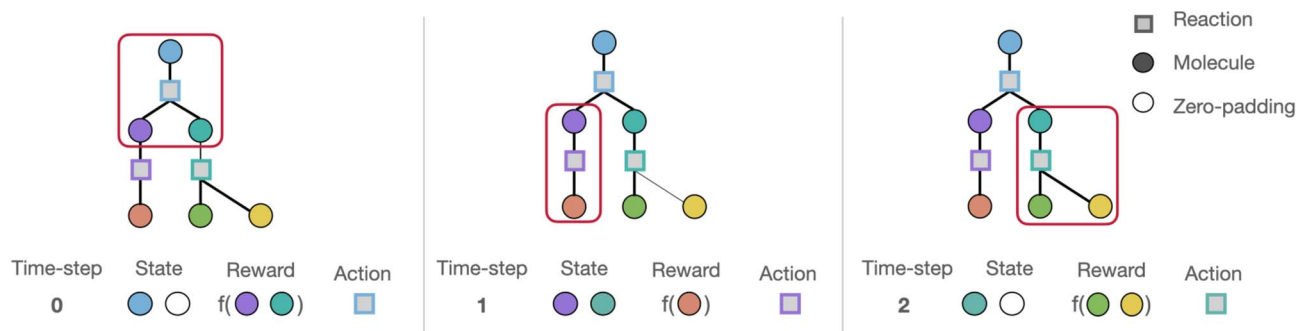 Reaction
Molecule
Zero-padding
Time-step State Reward Action
0 f( )
Time-step State Reward Action
1 f( )
Time-step State Reward Action
2 f( )